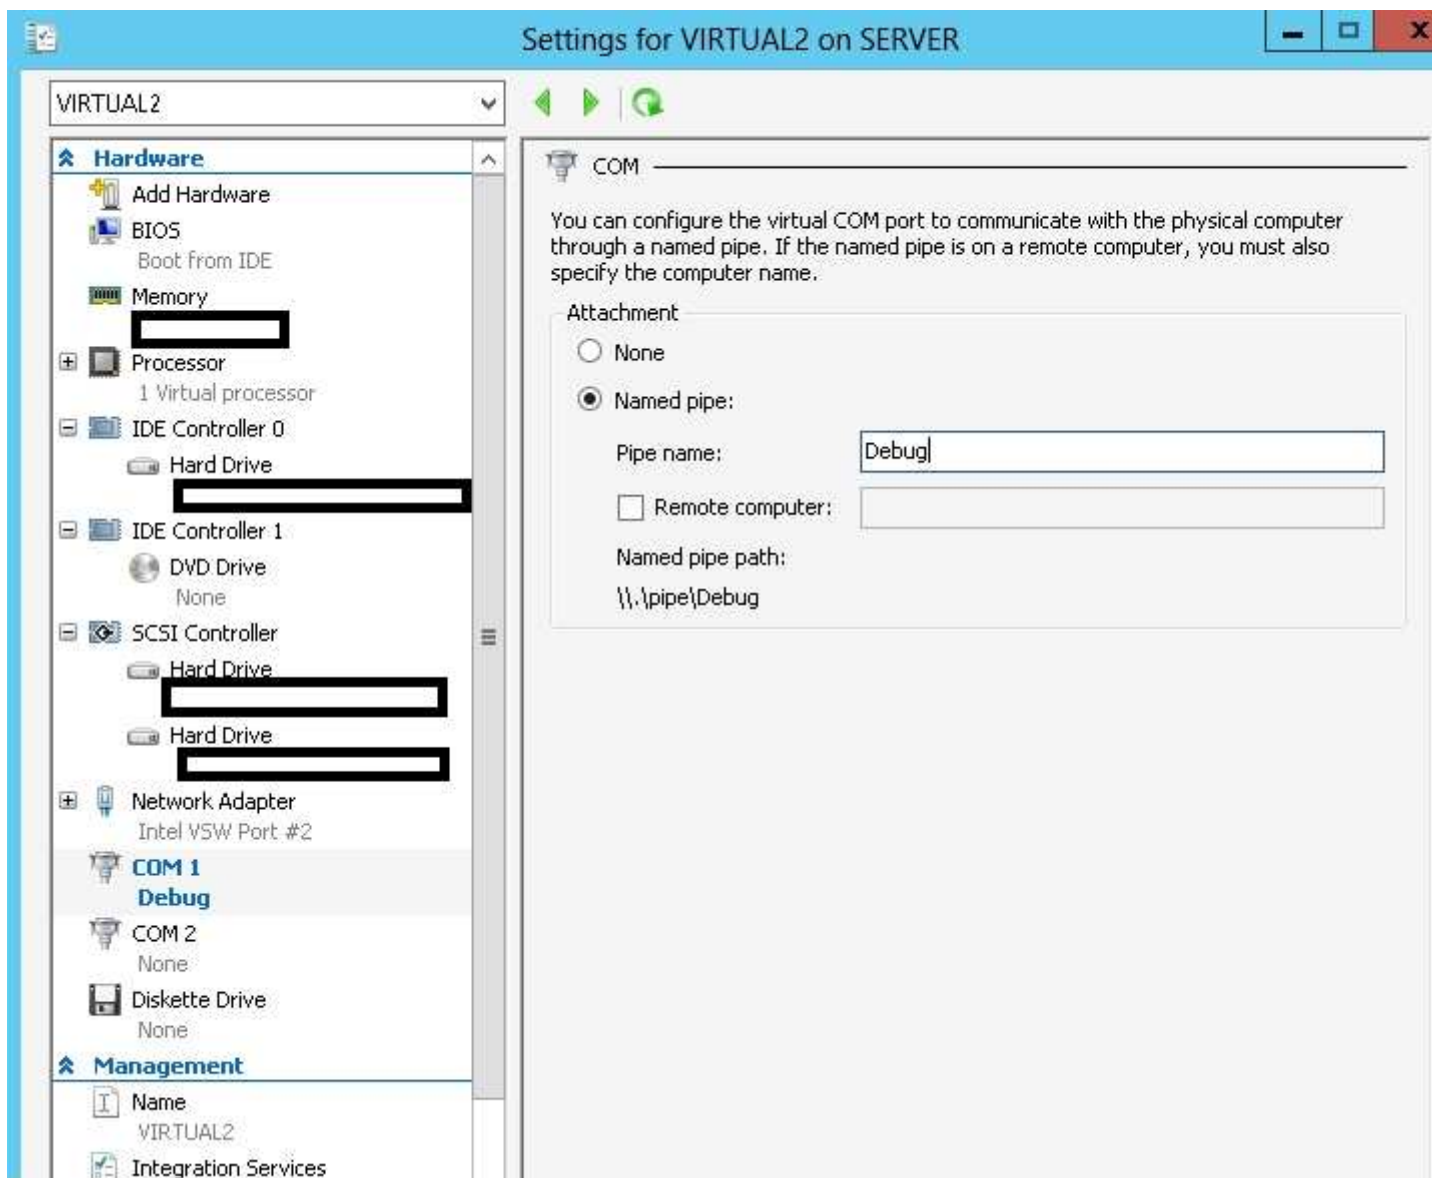 Settings for VIRTUAL2 on SERVER
VIRTUAL2
Hardware
Add Hardware
BIOS
Boot from IDE
Memory
Processor
1 Virtual processor
IDE Controller 0
Hard Drive
IDE Controller 1
DVD Drive
None
SCSI Controller
Hard Drive
Hard Drive
Network Adapter
Intel VSW Port #2
COM 1
Debug
COM 2
None
Diskette Drive
None
Management
Name
VIRTUAL2
Integration Services
COM
You can configure the virtual COM port to communicate with the physical computer
through a named pipe. If the named pipe is on a remote computer, you must also
specify the computer name.
Attachment
None
Named pipe:
Pipe name: Debug
Remote computer:
Named pipe path:
\\.\pipe\Debug